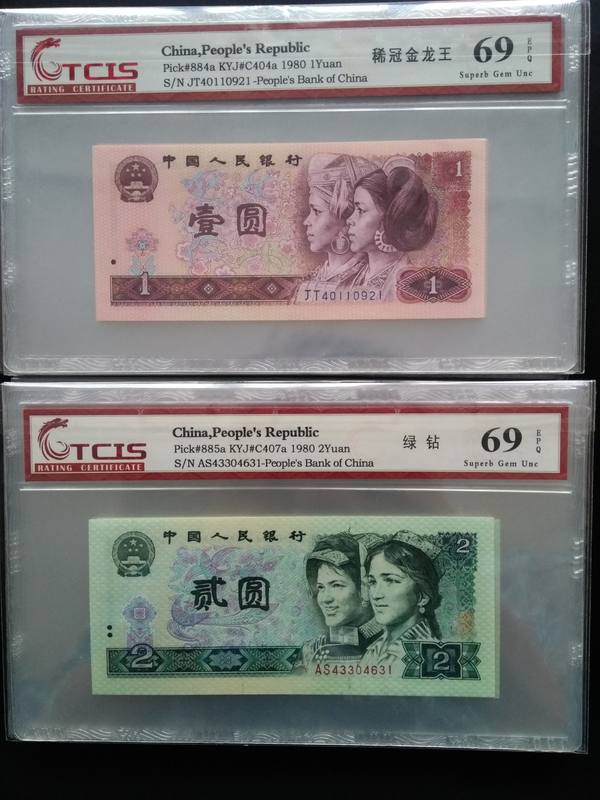 TCIS
RATING CERTIFICATE
China,People's Republic
Pick#884a KYJ#C404a 1980 1Yuan
S/N JT40110921-People's Bank of China
稀冠金龙王
69
EPQ
Superb Gem Unc
中国人民银行
1
壹圆
1
JT40110921
1
TCIS
RATING CERTIFICATE
China,People's Republic
Pick#885a KYJ#C407a 1980 2Yuan
S/N AS43304631-People's Bank of China
绿钻
69
EPQ
Superb Gem Unc
中国人民银行
2
贰圆
2
AS43304631
2